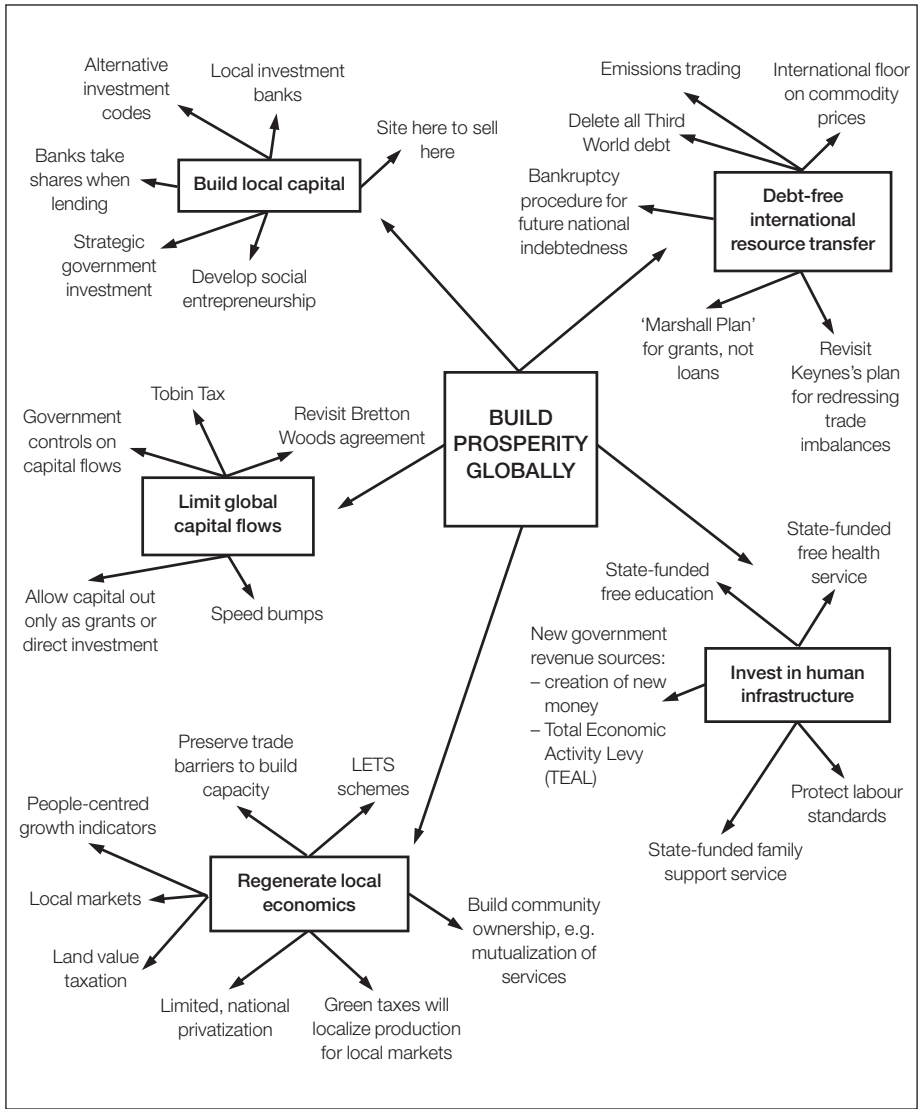 Alternative
investment
codes
Local investment
banks
Site here to sell
here
Banks take
shares when
lending
Build local capital
Strategic
government
investment
Develop social
entrepreneurship
Emissions trading
International floor
on commodity
prices
Delete all Third
World debt
Bankruptcy
procedure for
future national
indebtedness
Debt-free
international
resource transfer
‘Marshall Plan’
for grants, not
loans
Revisit
Keynes’s plan
for redressing
trade
imbalances
BUILD
PROSPERITY
GLOBALLY
Tobin Tax
Government
controls on
capital flows
Revisit Bretton
Woods agreement
Limit global
capital flows
Allow capital out
only as grants or
direct investment
Speed bumps
State-funded
free health
service
State-funded
free education
New government
revenue sources:
– creation of new
money
– Total Economic
Activity Levy
(TEAL)
Invest in human
infrastructure
Protect labour
standards
State-funded family
support service
Preserve trade
barriers to build
capacity
LETS
schemes
People-centred
growth indicators
Local markets
Regenerate local
economics
Land value
taxation
Build community
ownership, e.g.
mutualization of
services
Limited, national
privatization
Green taxes will
localize production
for local markets